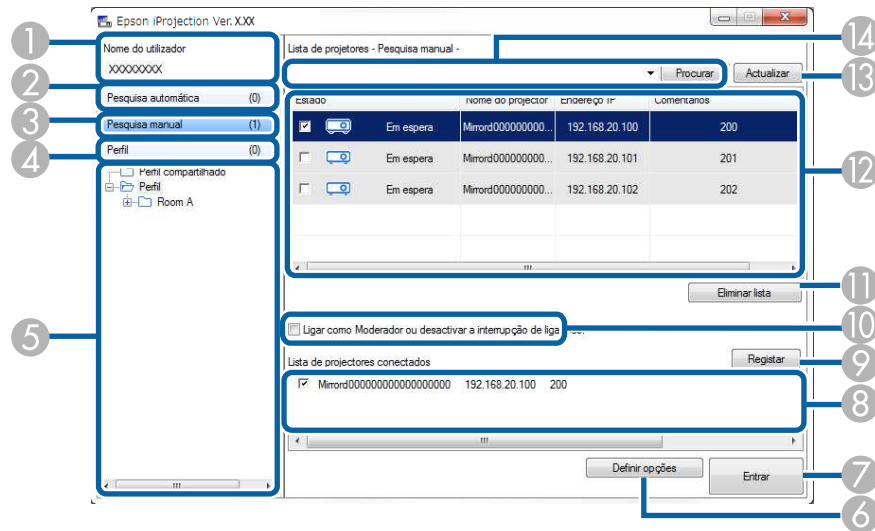 Epson iProjection Ver. X.XX
Nome do utilizador
XXXXXXXX
Pesquisa automática (0)
Pesquisa manual (1)
Perfil (0)
Perfil compartilhado
Perfil
Room A
Lista de projetores - Pesquisa manual -
Procurar
Actualizar
Estado Nome do projector Endereço IP Comentários
Em espera Mirrord000000000... 192.168.20.100 200
Em espera Mirrord00000000000... 192.168.20.101 201
Em espera Mirrord000000000... 192.168.20.102 202
Eliminar lista
Ligar como Moderador ou desactivar a interrupção de liga
Lista de projectores conectados
Registar
Mirrord000000000000000000 192.168.20.100 200
Definir opções
Entrar
1
2
3
4
5
6
7
8
9
10
11
12
13
14